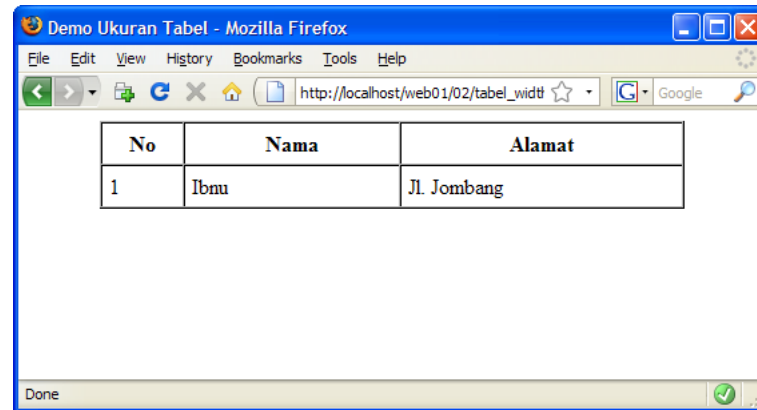 Demo Ukuran Tabel - Mozilla Firefox
File Edit View History Bookmarks Tools Help
http://localhost/web01/02/tabel_widtl G Google
No Nama Alamat
1 Ibnu Jl. Jombang
Done